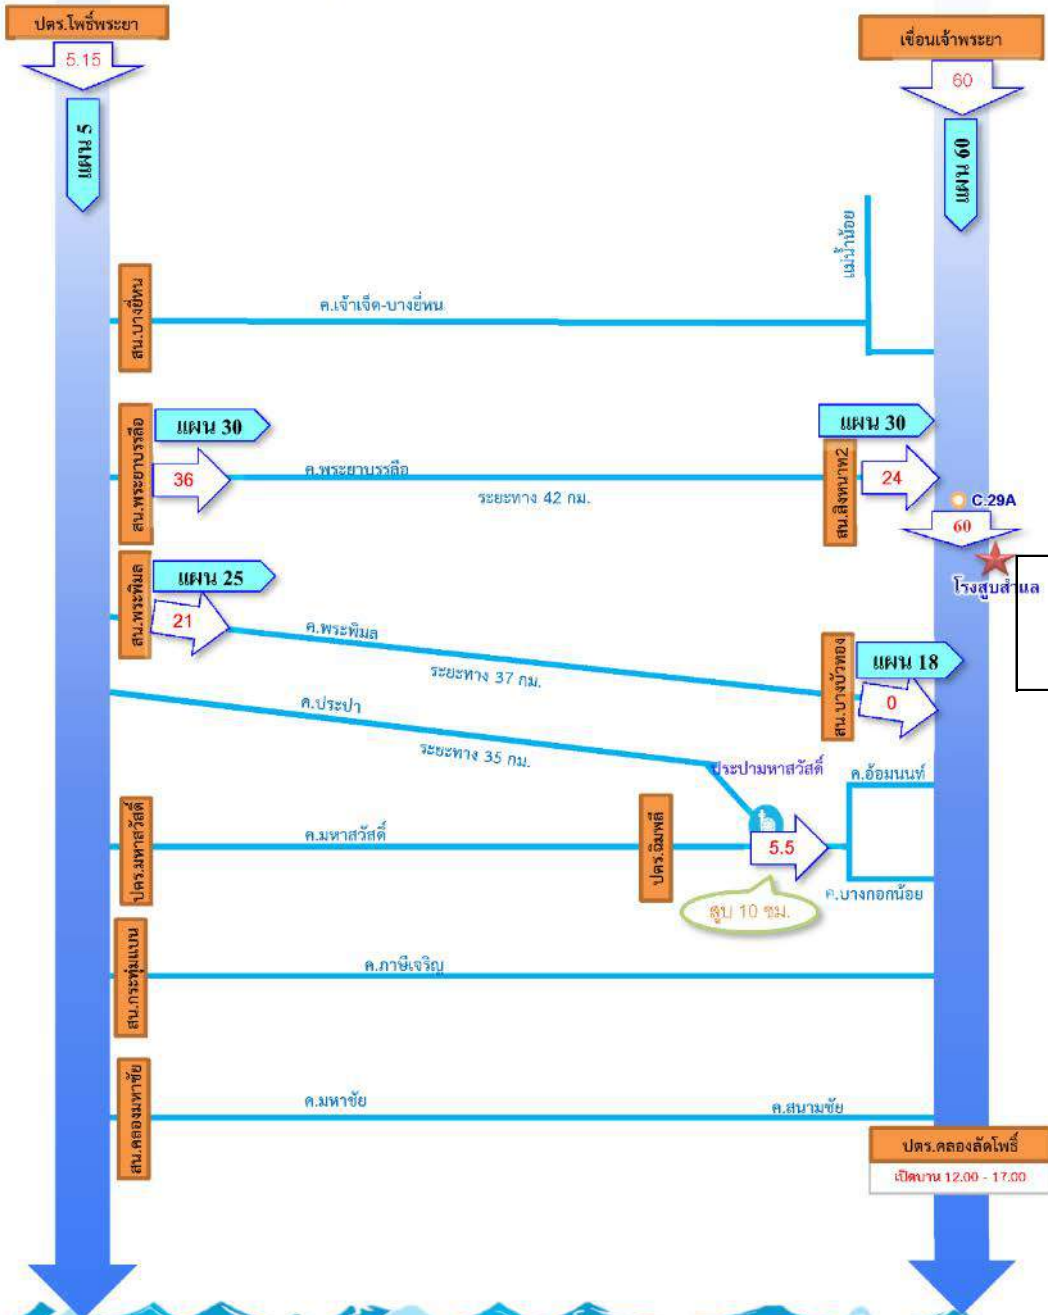 ปตร.โพธิ์พระยา
5.15
แผน 5
เขื่อนเจ้าพระยา
60
แผน 60
แม่น้ำน้อย
สน.บางยี่หน
ค.เจ้าเจ็ด-บางยี่หน
สน.พระยาบรรลือ
แผน 30
36
ค.พระยาบรรลือ
ระยะทาง 42 กม.
สน.สิงหนาท2
แผน 30
24
C.29A
60
โรงสูบสำแล
สน.พระพิมล
แผน 25
21
ค.พระพิมล
ระยะทาง 37 กม.
สน.บางบัวทอง
แผน 18
0
ค.ประปา
ระยะทาง 35 กม.
ประปามหาสวัสดิ์
ค.อ้อมนนท์
ปตร.มหาสวัสดิ์
ค.มหาสวัสดิ์
ปตร.ฉิมพลี
5.5
สูบ 10 ชม.
ค.บางกอกน้อย
สน.กระทุ่มแบน
ค.ภาษีเจริญ
สน.คลองมหาชัย
ค.มหาชัย
ค.สนามชัย
ปตร.คลองลัดโพธิ์
เปิดบาน 12.00 - 17.00